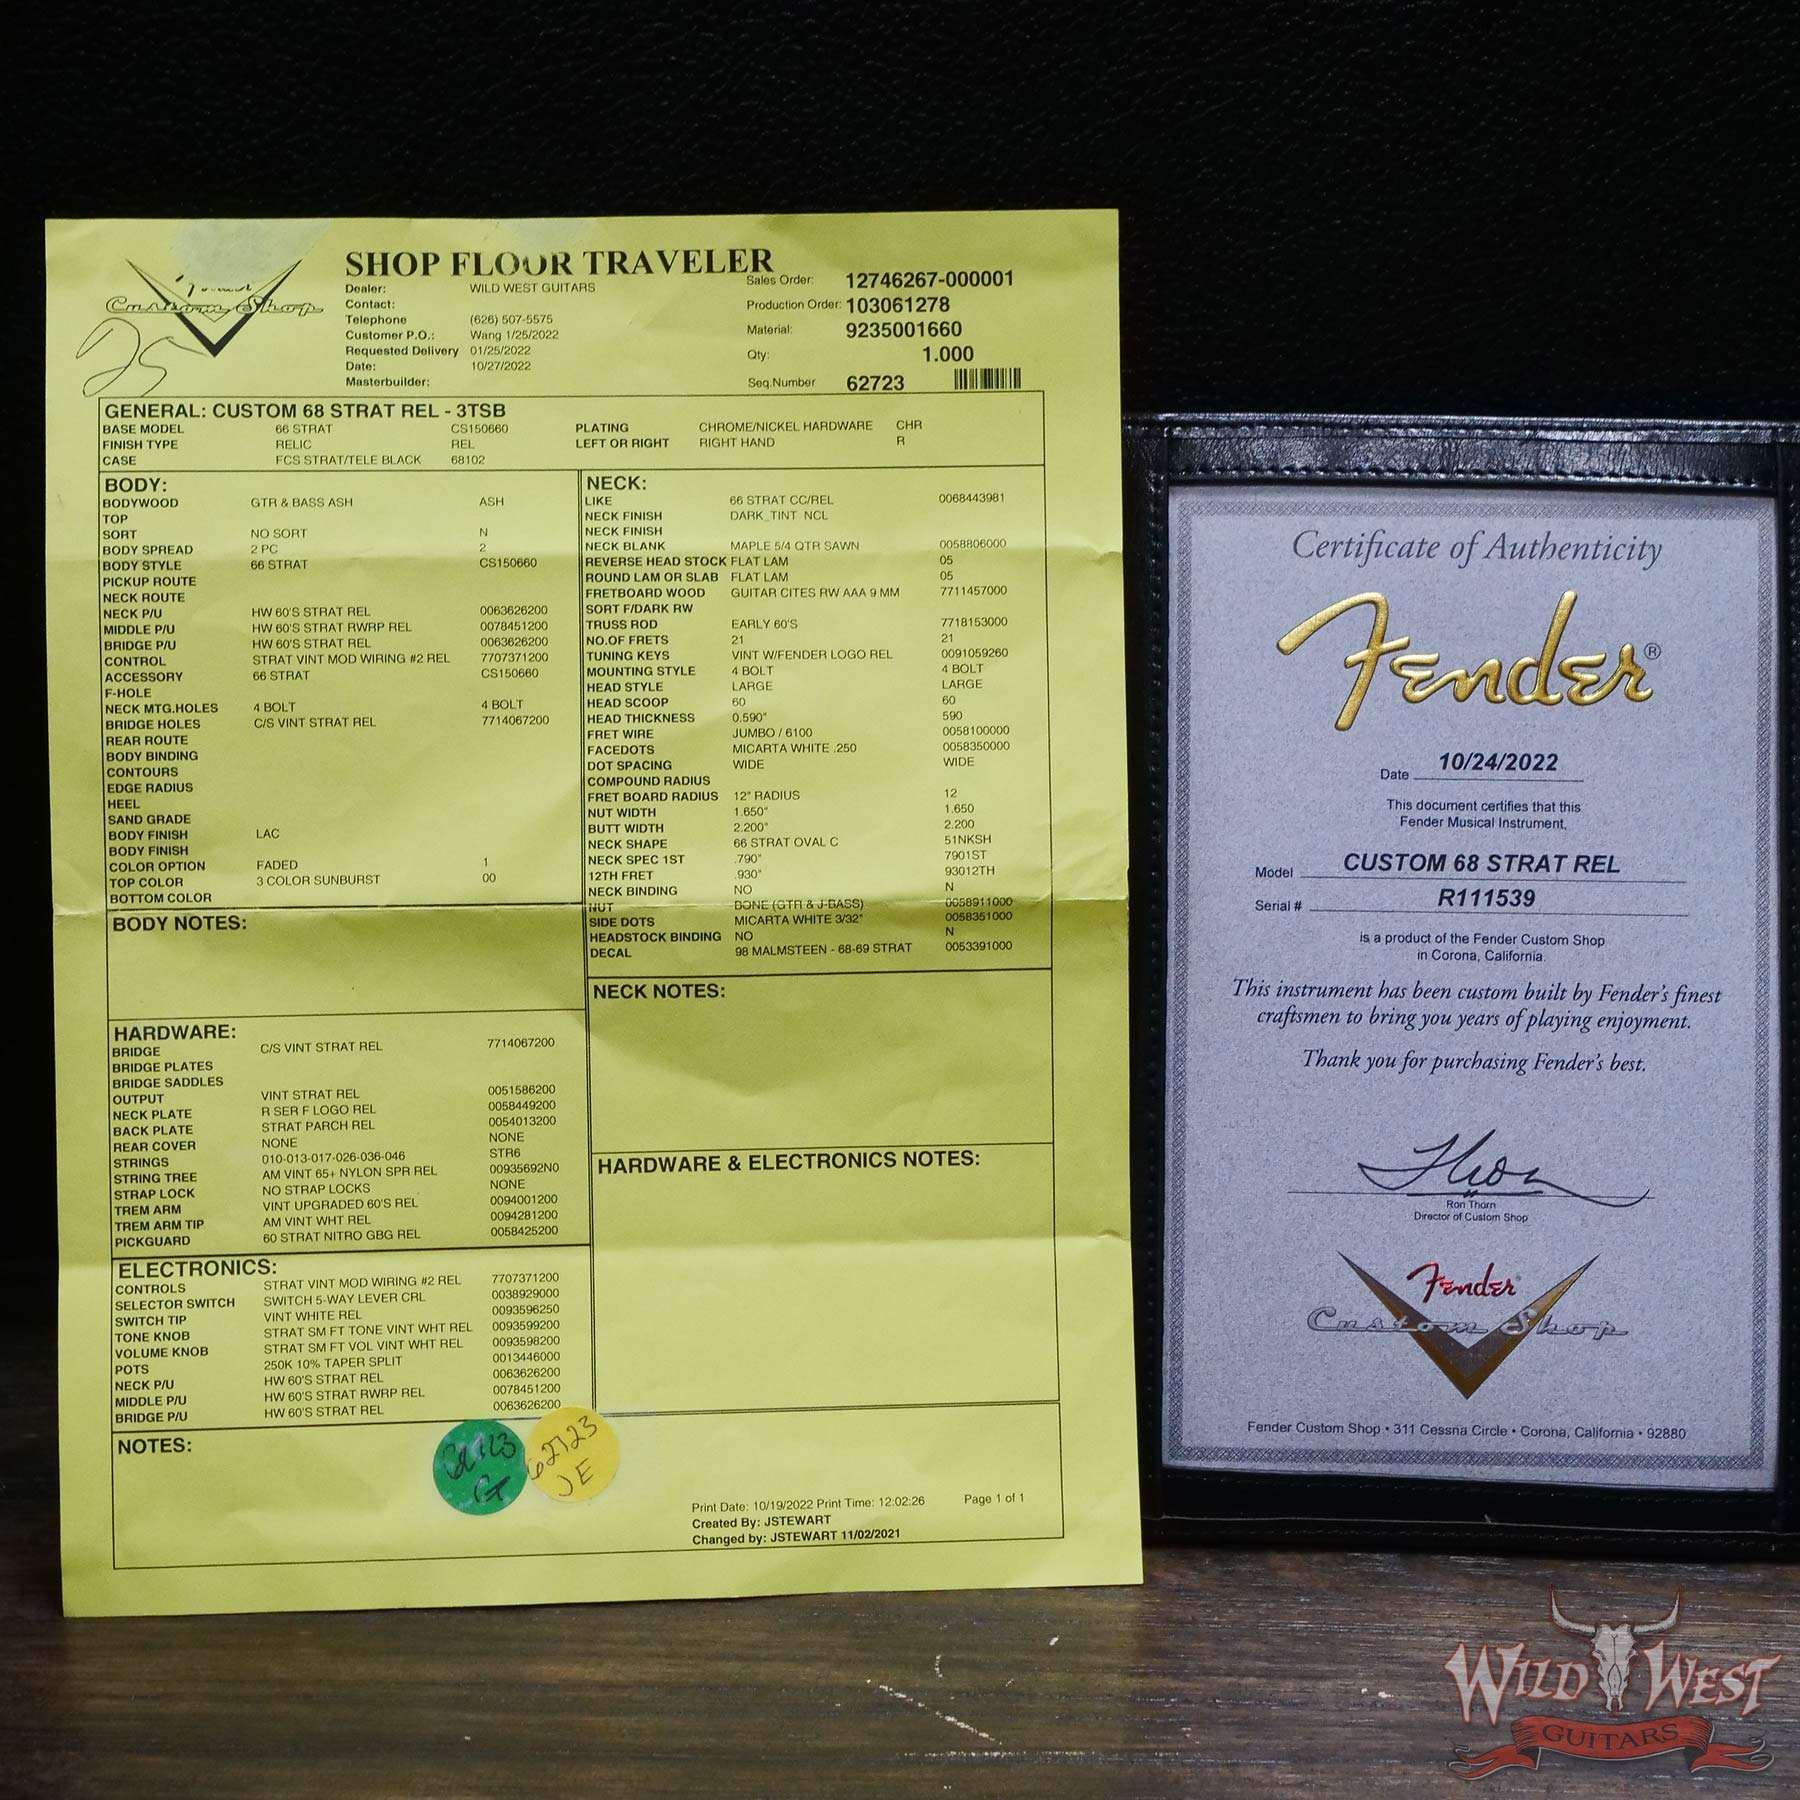 Custom Shop
SHOP FLOOR TRAVELER
Dealer: WILD WEST GUITARS
Contact:
Telephone (626) 507-5575
Customer P.O.: Wang 1/25/2022
Requested Delivery 01/25/2022
Date: 10/27/2022
Masterbuilder:
Sales Order: 12746267-000001
Production Order: 103061278
Material: 9235001660
Qty: 1.000
Seq.Number 62723
GENERAL: CUSTOM 68 STRAT REL - 3TSB
BASE MODEL 66 STRAT CS150660 PLATING CHROME/NICKEL HARDWARE CHR
FINISH TYPE RELIC REL LEFT OR RIGHT RIGHT HAND R
CASE FCS STRAT/TELE BLACK 68102
BODY:
BODYWOOD GTR & BASS ASH ASH
TOP
SORT NO SORT N
BODY SPREAD 2 PC 2
BODY STYLE 66 STRAT CS150660
PICKUP ROUTE
NECK ROUTE
NECK P/U HW 60'S STRAT REL 0063626200
MIDDLE P/U HW 60'S STRAT RWRP REL 0078451200
BRIDGE P/U HW 60'S STRAT REL 0063626200
CONTROL STRAT VINT MOD WIRING #2 REL 7707371200
ACCESSORY 66 STRAT CS150660
F-HOLE
NECK MTG.HOLES 4 BOLT 4 BOLT
BRIDGE HOLES C/S VINT STRAT REL 7714067200
REAR ROUTE
BODY BINDING
CONTOURS
EDGE RADIUS
HEEL
SAND GRADE
BODY FINISH LAC
BODY FINISH
COLOR OPTION FADED 1
TOP COLOR 3 COLOR SUNBURST 00
BOTTOM COLOR
BODY NOTES:
HARDWARE:
BRIDGE C/S VINT STRAT REL 7714067200
BRIDGE PLATES
BRIDGE SADDLES
OUTPUT VINT STRAT REL 0051586200
NECK PLATE R SER F LOGO REL 0058449200
BACK PLATE STRAT PARCH REL 0054013200
REAR COVER NONE NONE
STRINGS 010-013-017-026-036-046 STR6
STRING TREE AM VINT 65+ NYLON SPR REL 00935692N0
STRAP LOCK NO STRAP LOCKS NONE
TREM ARM VINT UPGRADED 60'S REL 0094001200
TREM ARM TIP AM VINT WHT REL 0094281200
PICKGUARD 60 STRAT NITRO GBG REL 0058425200
ELECTRONICS:
CONTROLS STRAT VINT MOD WIRING #2 REL 7707371200
SELECTOR SWITCH SWITCH 5-WAY LEVER CRL 0038929000
SWITCH TIP VINT WHITE REL 0093596250
TONE KNOB STRAT SM FT TONE VINT WHT REL 0093599200
VOLUME KNOB STRAT SM FT VOL VINT WHT REL 0093598200
POTS 250K 10% TAPER SPLIT 0013446000
NECK P/U HW 60'S STRAT REL 0063626200
MIDDLE P/U HW 60'S STRAT RWRP REL 0078451200
BRIDGE P/U HW 60'S STRAT REL 0063626200
NECK:
LIKE 66 STRAT CC/REL 0068443981
NECK FINISH DARK_TINT NCL
NECK FINISH
NECK BLANK MAPLE 5/4 QTR SAWN 0058806000
REVERSE HEAD STOCK FLAT LAM 05
ROUND LAM OR SLAB FLAT LAM 05
FRETBOARD WOOD GUITAR CITES RW AAA 9 MM 7711457000
SORT F/DARK RW
TRUSS ROD EARLY 60'S 7718153000
NO.OF FRETS 21 21
TUNING KEYS VINT W/FENDER LOGO REL 0091059260
MOUNTING STYLE 4 BOLT 4 BOLT
HEAD STYLE LARGE LARGE
HEAD SCOOP 60 60
HEAD THICKNESS 0.590" 590
FRET WIRE JUMBO / 6100 0058100000
FACEDOTS MICARTA WHITE .250 0058350000
DOT SPACING WIDE WIDE
COMPOUND RADIUS
FRET BOARD RADIUS 12" RADIUS 12
NUT WIDTH 1.650" 1.650
BUTT WIDTH 2.200" 2.200
NECK SHAPE 66 STRAT OVAL C 51NKSH
NECK SPEC 1ST .790" 7901ST
12TH FRET .930" 93012TH
NECK BINDING NO N
NUT BONE (GTR & J-BASS) 0058911000
SIDE DOTS MICARTA WHITE 3/32" 0058351000
HEADSTOCK BINDING NO N
DECAL 98 MALMSTEEN - 68-69 STRAT 0053391000
NECK NOTES:
HARDWARE & ELECTRONICS NOTES:
NOTES:
62723
JE
Print Date: 10/19/2022 Print Time: 12:02:26 Page 1 of 1
Created By: JSTEWART
Changed by: JSTEWART 11/02/2021
Certificate of Authenticity
Fender®
Date 10/24/2022
This document certifies that this
Fender Musical Instrument,
Model CUSTOM 68 STRAT REL
Serial # R111539
is a product of the Fender Custom Shop
in Corona, California.
This instrument has been custom built by Fender's finest
craftsmen to bring you years of playing enjoyment.
Thank you for purchasing Fender's best.
Ron Thorn
Director of Custom Shop
Fender
Custom Shop
Fender Custom Shop • 311 Cessna Circle • Corona, California • 92880
WILD WEST
GUITARS